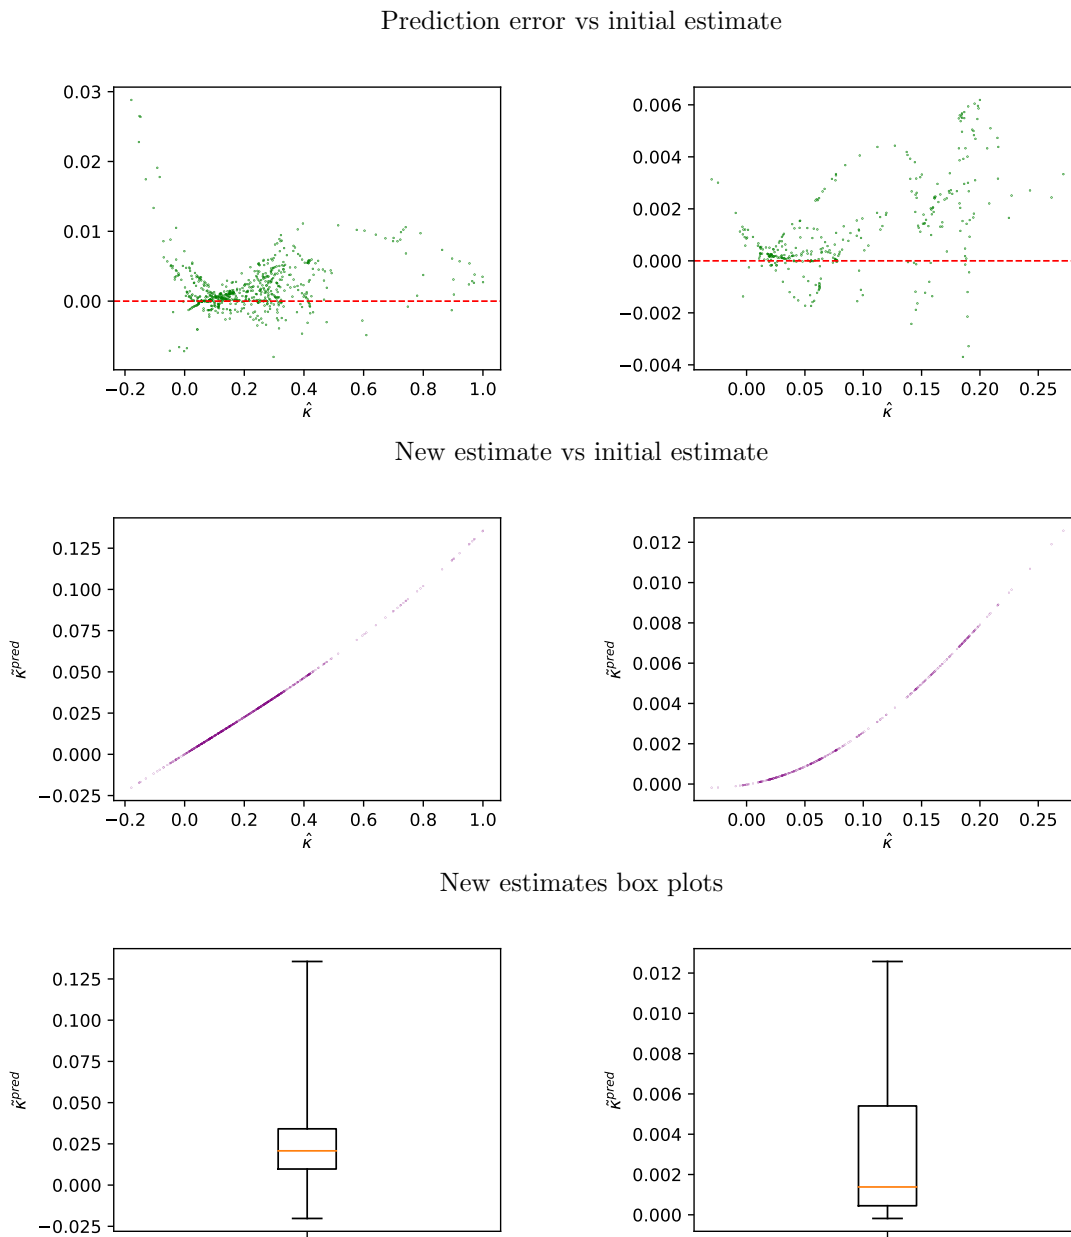 Prediction error vs initial estimate
0.03
0.02
0.01
0.00
−0.2 0.0 0.2 0.4 0.6 0.8 1.0
κ̂
0.006
0.004
0.002
0.000
−0.002
−0.004
0.00 0.05 0.10 0.15 0.20 0.25
κ̂
New estimate vs initial estimate
0.125
0.100
0.075
0.050
0.025
0.000
−0.025
κ̃^pred
−0.2 0.0 0.2 0.4 0.6 0.8 1.0
κ̂
0.012
0.010
0.008
0.006
0.004
0.002
0.000
κ̃^pred
0.00 0.05 0.10 0.15 0.20 0.25
κ̂
New estimates box plots
0.125
0.100
0.075
0.050
0.025
0.000
−0.025
κ̃^pred
0.012
0.010
0.008
0.006
0.004
0.002
0.000
κ̃^pred